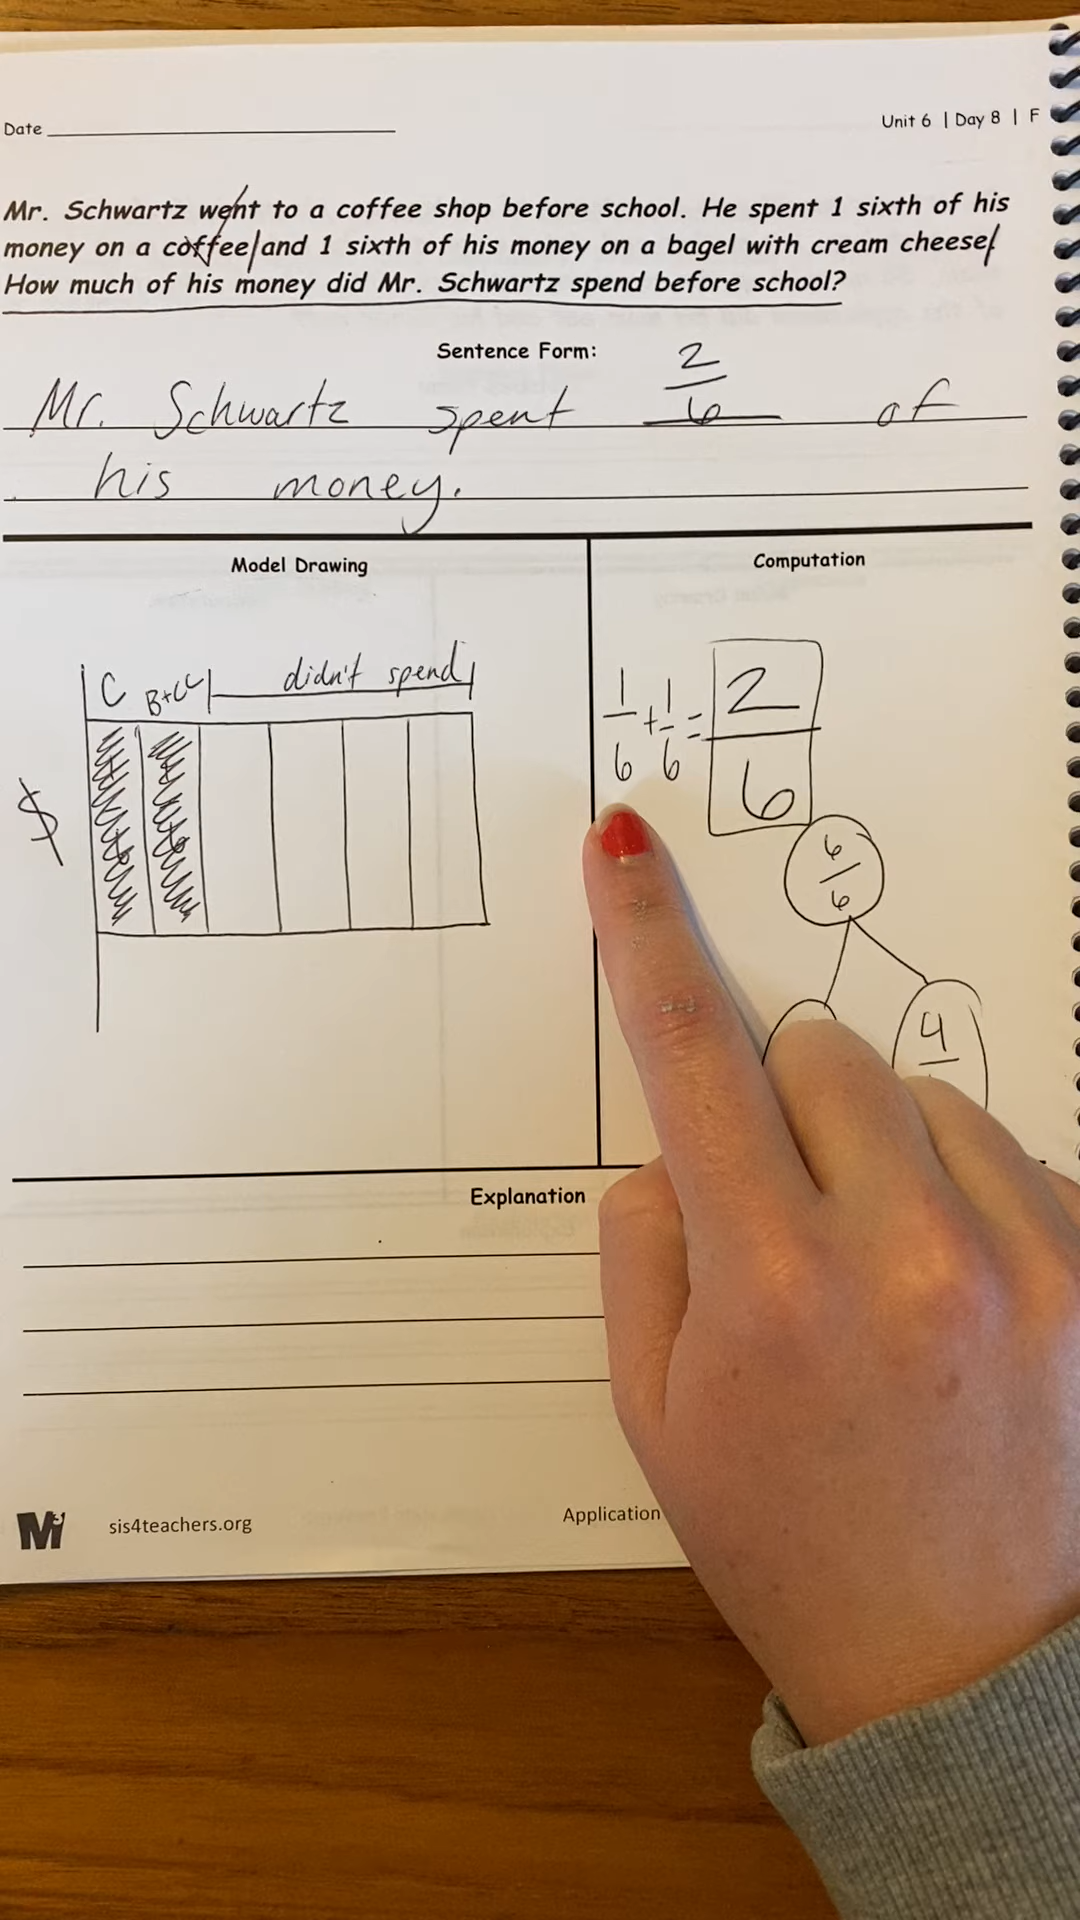 Date
Unit 6 | Day 8 | F
Mr. Schwartz went to a coffee shop before school. He spent 1 sixth of his
money on a coffee/and 1 sixth of his money on a bagel with cream cheese/
How much of his money did Mr. Schwartz spend before school?
Sentence Form:
Mr. Schwartz spent 2/6 of
his money.
Model Drawing
C B+CC didn't spend
$
Computation
1/6 + 1/6 = 2/6
6/6
4
Explanation
M³ sis4teachers.org
Application